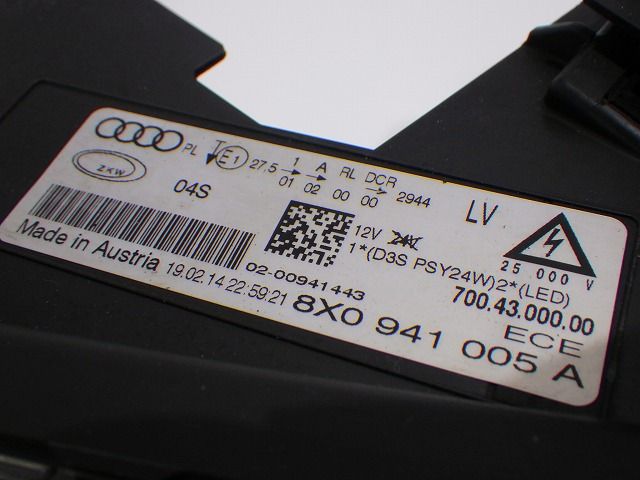 PL E1 27.5 1 A RL DCR 2944
01 02 00 00
ZKW
04S
LV
12V 24V
1*(D3S PSY24W)2*(LED)
25.000 V
02-00941443
700.43.000.00
Made in Austria 19.02.14 22:59:21 8X0 941 005 A
ECE